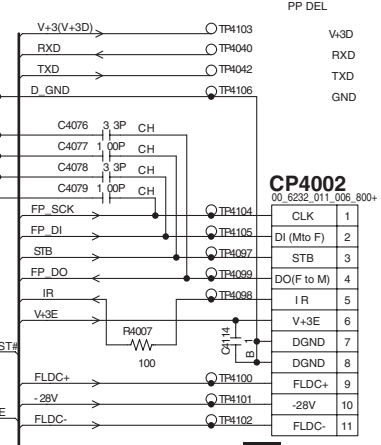 PP DEL
V+3(V+3D) TP4103 V+3D
RXD TP4040 RXD
TXD TP4042 TXD
D_GND TP4106 GND
C4076 3 3P CH
C4077 1 00P CH
C4078 3 3P CH
C4079 1 00P CH
CP4002
00_6232_011_006_800+
FP_SCK TP4104 CLK 1
FP_DI TP4105 DI (Mto F) 2
STB TP4097 STB 3
FP_DO TP4099 DO(F to M) 4
IR TP4098 I R 5
V+3E V+3E 6
R4007 C4114 B 1 DGND 7
100 DGND 8
FLDC+ TP4100 FLDC+ 9
-28V TP4101 -28V 10
FLDC- TP4102 FLDC- 11
ST#
E